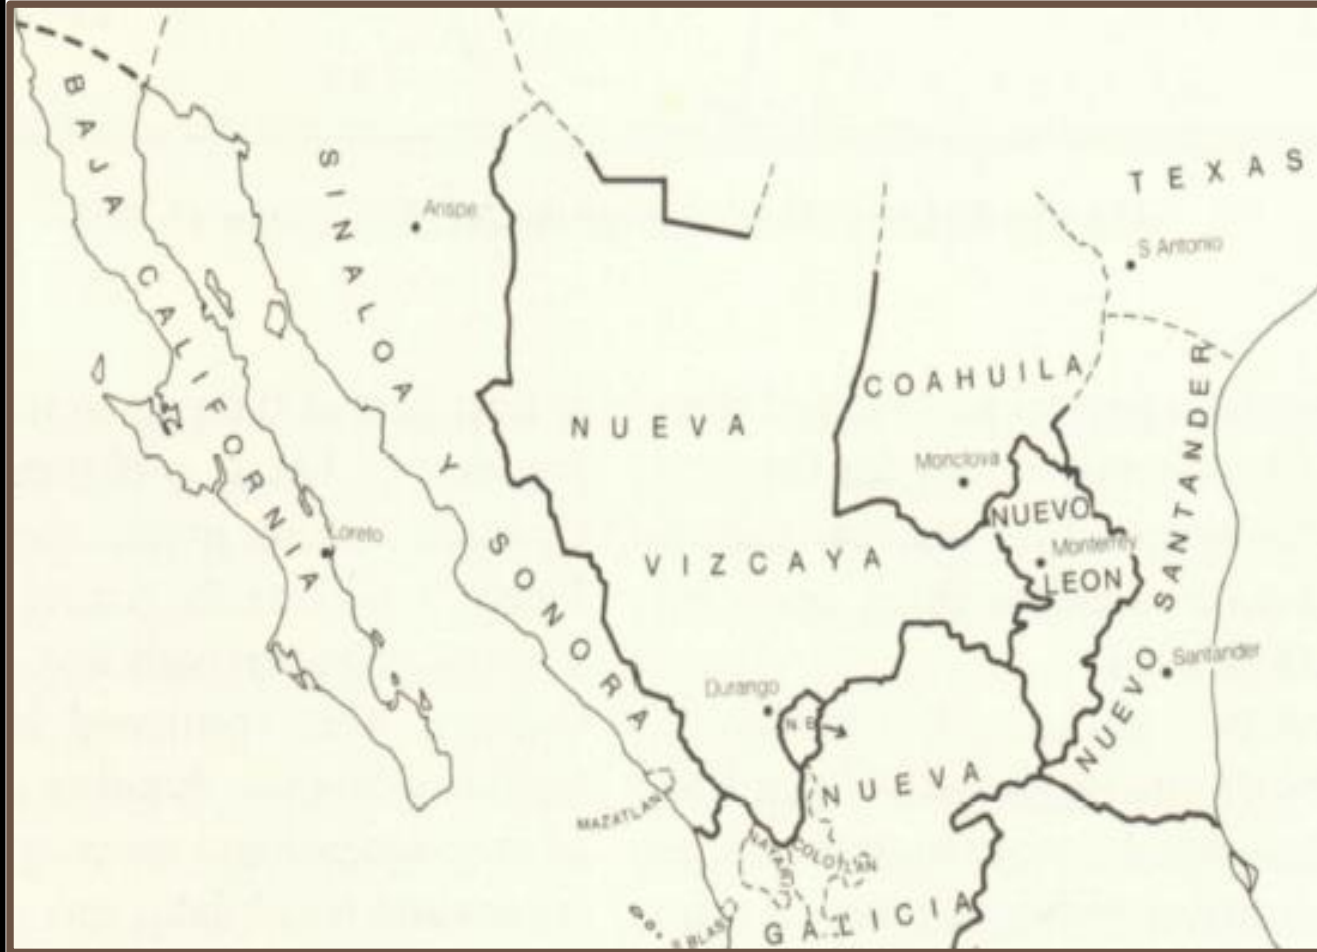 BAJA CALIFORNIA
SINALOA Y SONORA
Arispe
TEXAS
S Antonio
COAHUILA
NUEVA
VIZCAYA
Monclova
NUEVO
LEON
Monterrey
NUEVO SANTANDER
Santander
Loreto
Durango
N. B
NUEVA
GALICIA
MAZATLAN
NAYARIT
COLOTLAN
S BLAS